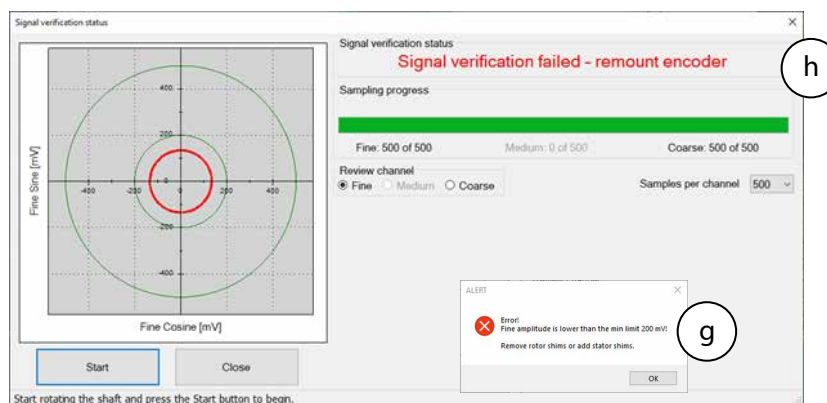 Signal verification status
Signal verification status
Signal verification failed - remount encoder
h
Sampling progress
Fine: 500 of 500 Medium: 0 of 500 Coarse: 500 of 500
Review channel
Fine Medium Coarse
Samples per channel 500
Fine Sine [mV]
400
200
-400 -200 0 200 400
-200
-400
Fine Cosine [mV]
ALERT
Error!
Fine amplitude is lower than the min limit 200 mV!
Remove rotor shims or add stator shims.
OK
g
Start Close
Start rotating the shaft and press the Start button to begin.